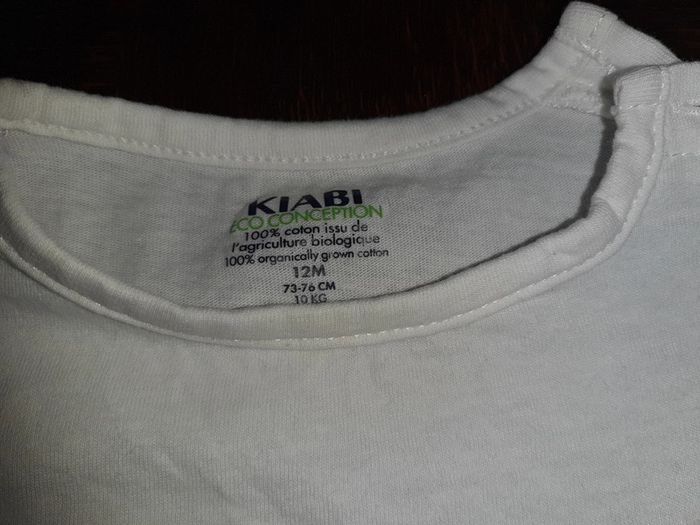 KIABI
ECO CONCEPTION
100% coton issu de
l'agriculture biologique
100% organically grown cotton
12M
73-76 CM
10 KG